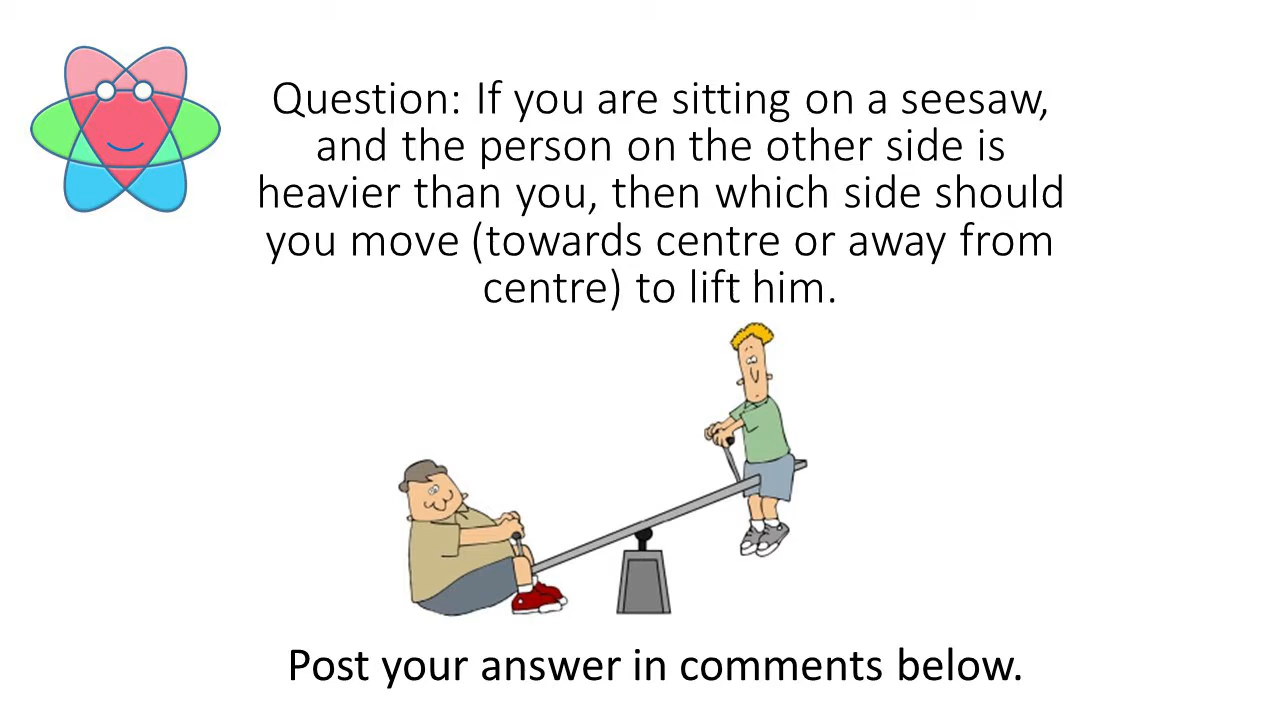 Question: If you are sitting on a seesaw,
and the person on the other side is
heavier than you, then which side should
you move (towards centre or away from
centre) to lift him.
Post your answer in comments below.